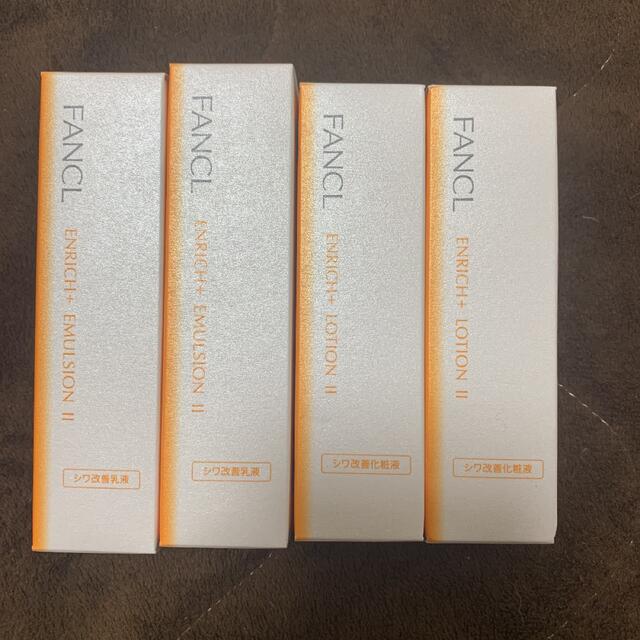 FANCL
ENRICH+ EMULSION II
シワ改善乳液
FANCL
ENRICH+ EMULSION II
シワ改善乳液
FANCL
ENRICH+ LOTION II
シワ改善化粧液
FANCL
ENRICH+ LOTION II
シワ改善化粧液